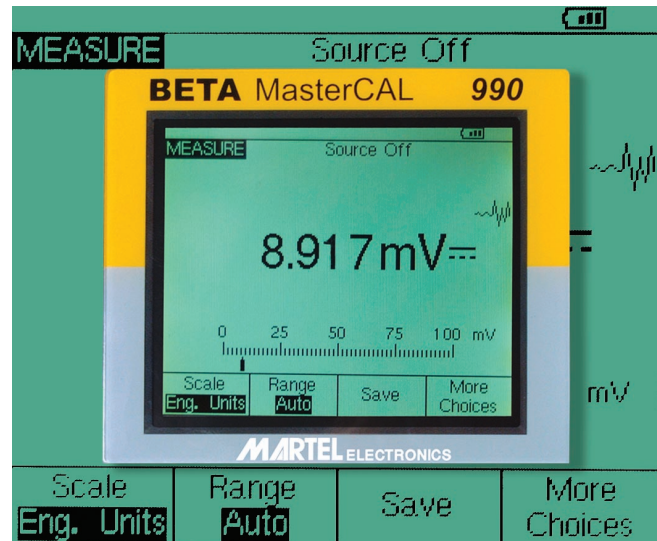 MEASURE Source Off
BETA MasterCAL 990
MEASURE Source Off
8.917mV
0 25 50 75 100 mV
Scale Range Save More
Eng. Units Auto Choices
mV
MARTEL ELECTRONICS
Scale Range Save More
Eng. Units Auto Choices